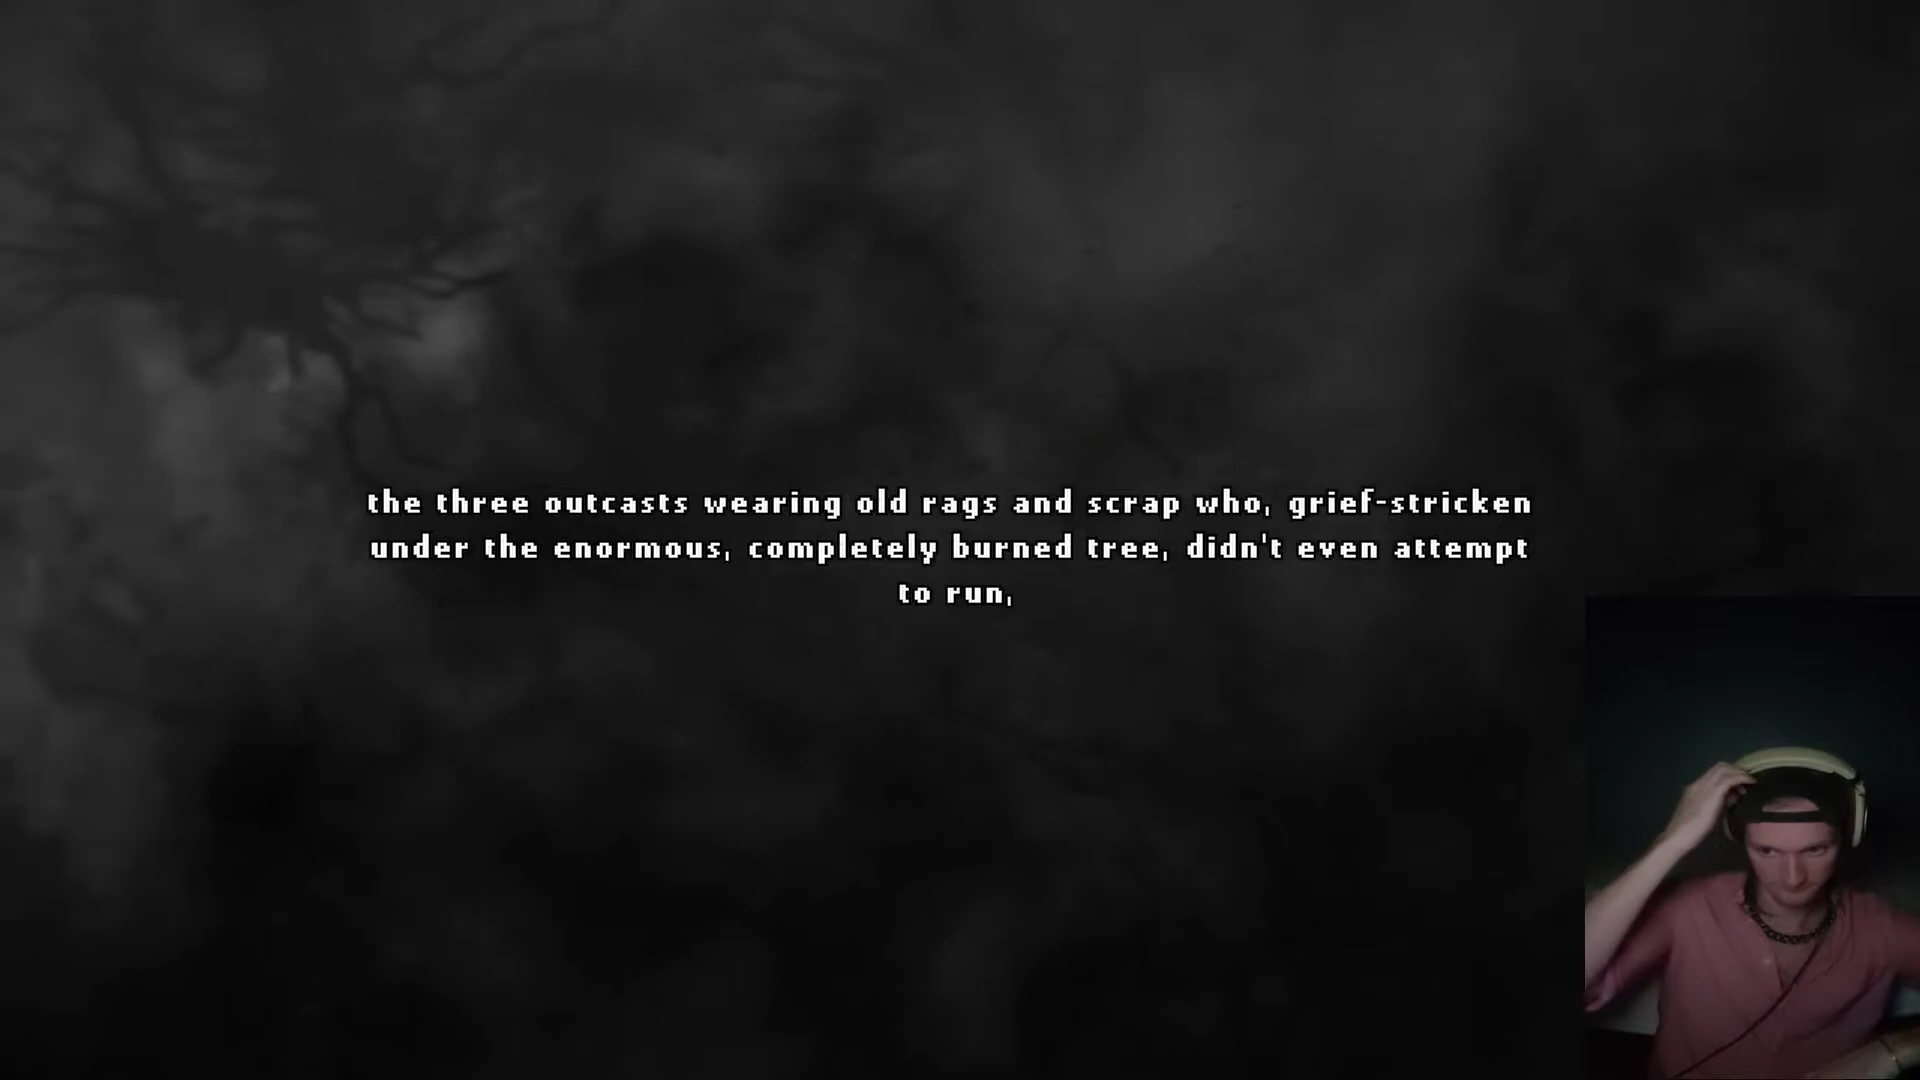 the three outcasts wearing old rags and scrap who, grief-stricken
under the enormous, completely burned tree, didn't even attempt
to run,